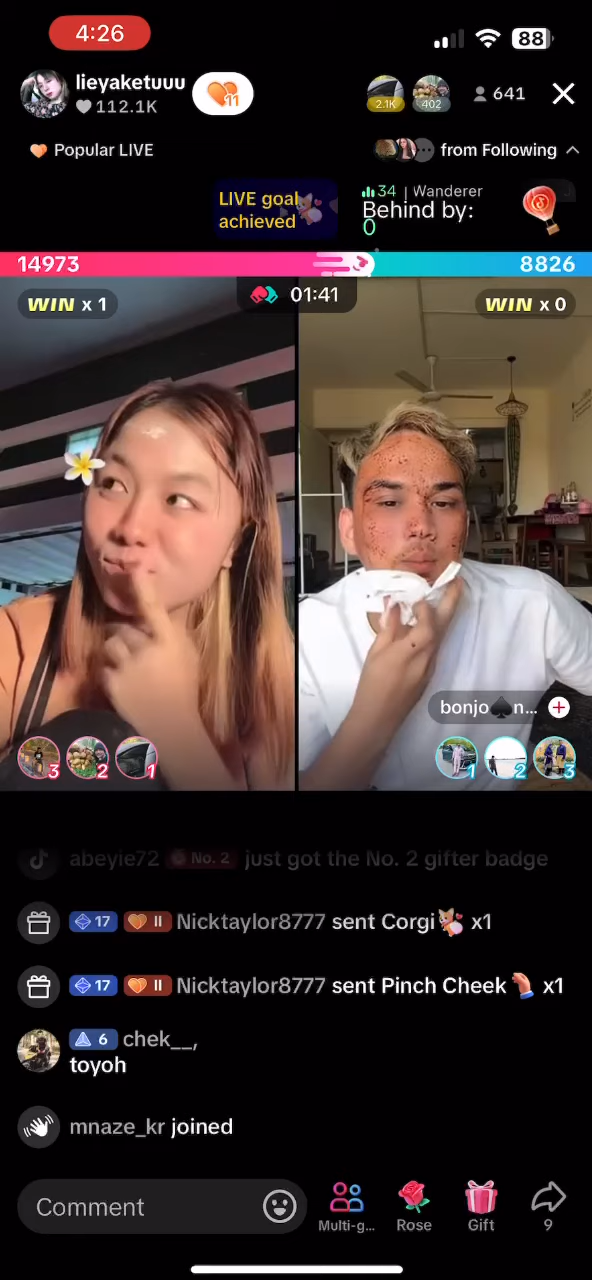 4:26
88
lieyaketuuu
112.1K
11
2.1K
402
641
Popular LIVE
from Following
LIVE goal
achieved
34 | Wanderer
Behind by:
0
14973
8826
WIN x 1
01:41
WIN x 0
bonjo♠n...
3
2
1
1
2
3
abeyie72 No. 2 just got the No. 2 gifter badge
17 II Nicktaylor8777 sent Corgi x1
17 II Nicktaylor8777 sent Pinch Cheek x1
6 chek__,
toyoh
mnaze_kr joined
Comment
Multi-g...
Rose
Gift
9